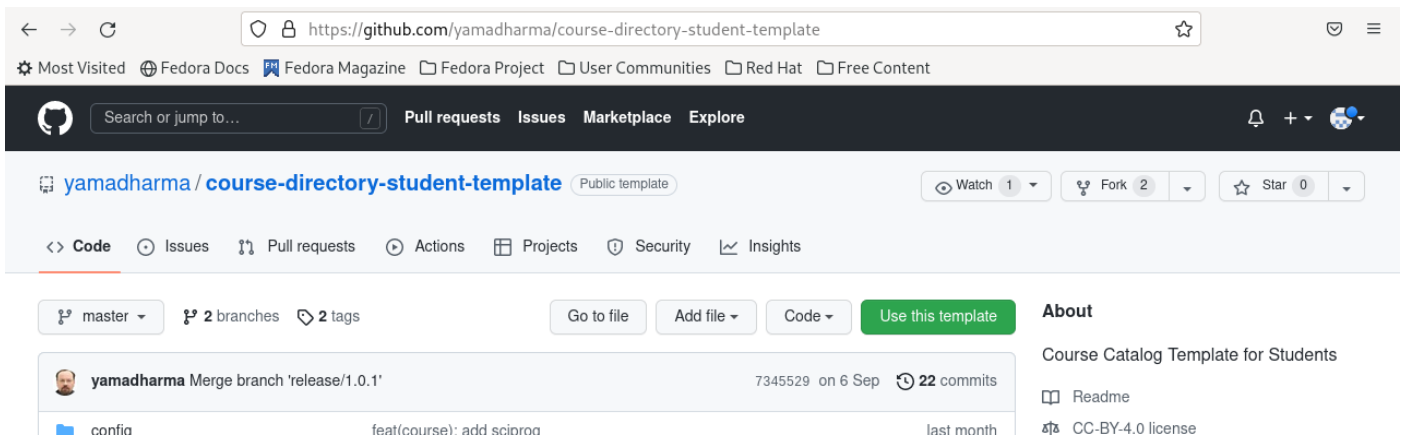 https://github.com/yamadharma/course-directory-student-template
Most Visited Fedora Docs Fedora Magazine Fedora Project User Communities Red Hat Free Content
Search or jump to... / Pull requests Issues Marketplace Explore
yamadharma / course-directory-student-template Public template Watch 1 Fork 2 Star 0
Code Issues Pull requests Actions Projects Security Insights
master 2 branches 2 tags Go to file Add file Code Use this template About
Course Catalog Template for Students
yamadharma Merge branch 'release/1.0.1' 7345529 on 6 Sep 22 commits
Readme
config feat(course): add sciprog last month CC-BY-4.0 license